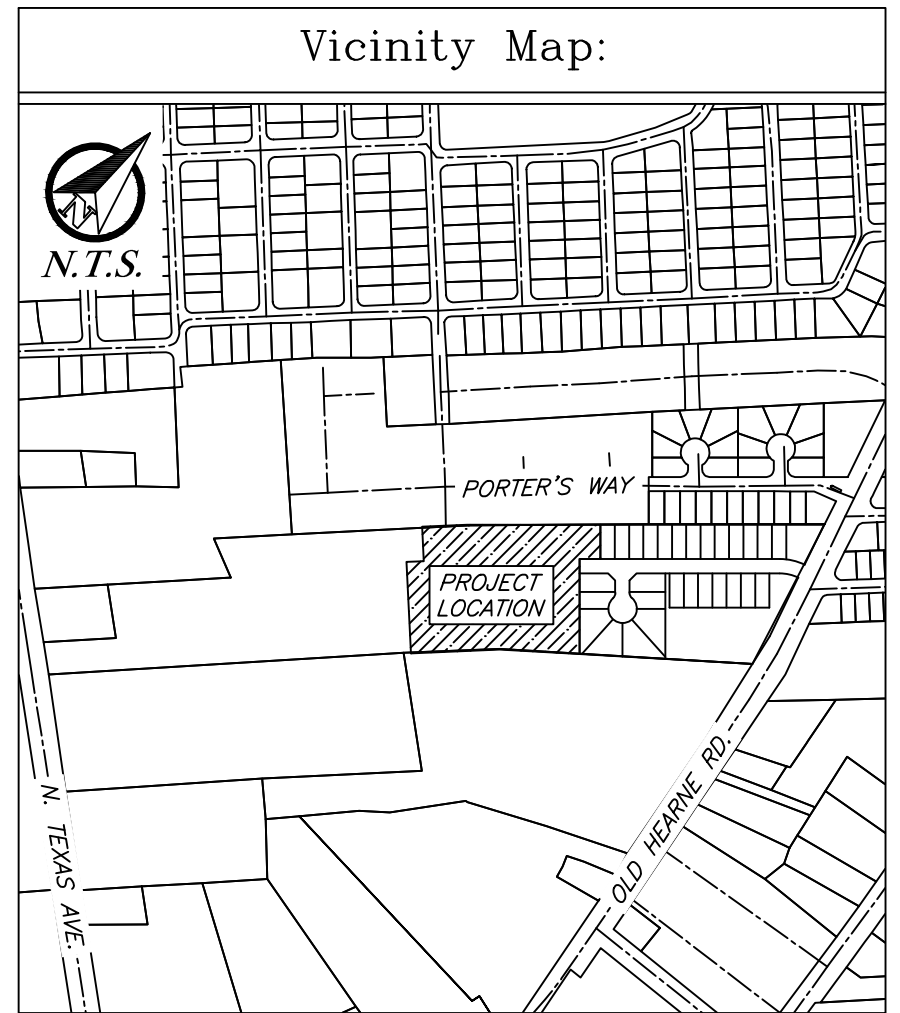 Vicinity Map:
N
N.T.S.
PORTER'S WAY
PROJECT
LOCATION
OLD HEARNE RD.
N. TEXAS AVE.